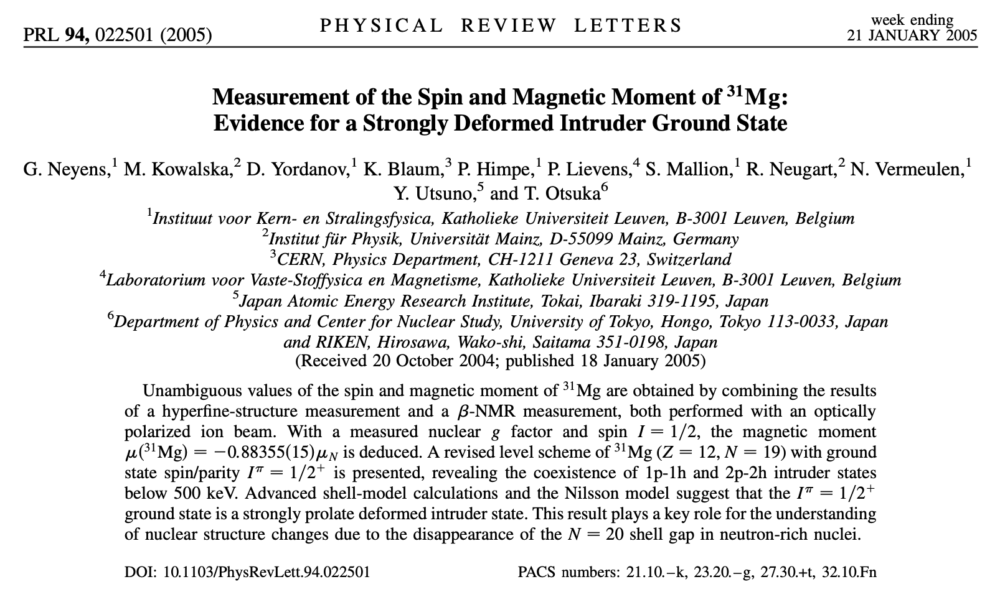 PRL 94, 022501 (2005)
PHYSICAL REVIEW LETTERS
week ending
21 JANUARY 2005
Measurement of the Spin and Magnetic Moment of ³¹Mg:
Evidence for a Strongly Deformed Intruder Ground State
G. Neyens,¹ M. Kowalska,² D. Yordanov,¹ K. Blaum,³ P. Himpe,¹ P. Lievens,⁴ S. Mallion,¹ R. Neugart,² N. Vermeulen,¹
Y. Utsuno,⁵ and T. Otsuka⁶
¹Instituut voor Kern- en Stralingsfysica, Katholieke Universiteit Leuven, B-3001 Leuven, Belgium
²Institut für Physik, Universität Mainz, D-55099 Mainz, Germany
³CERN, Physics Department, CH-1211 Geneva 23, Switzerland
⁴Laboratorium voor Vaste-Stoffysica en Magnetisme, Katholieke Universiteit Leuven, B-3001 Leuven, Belgium
⁵Japan Atomic Energy Research Institute, Tokai, Ibaraki 319-1195, Japan
⁶Department of Physics and Center for Nuclear Study, University of Tokyo, Hongo, Tokyo 113-0033, Japan
and RIKEN, Hirosawa, Wako-shi, Saitama 351-0198, Japan
(Received 20 October 2004; published 18 January 2005)
Unambiguous values of the spin and magnetic moment of ³¹Mg are obtained by combining the results
of a hyperfine-structure measurement and a β-NMR measurement, both performed with an optically
polarized ion beam. With a measured nuclear g factor and spin I = 1/2, the magnetic moment
μ(³¹Mg) = −0.88355(15)μ_N is deduced. A revised level scheme of ³¹Mg (Z = 12, N = 19) with ground
state spin/parity I^π = 1/2⁺ is presented, revealing the coexistence of 1p-1h and 2p-2h intruder states
below 500 keV. Advanced shell-model calculations and the Nilsson model suggest that the I^π = 1/2⁺
ground state is a strongly prolate deformed intruder state. This result plays a key role for the understanding
of nuclear structure changes due to the disappearance of the N = 20 shell gap in neutron-rich nuclei.
DOI: 10.1103/PhysRevLett.94.022501
PACS numbers: 21.10.−k, 23.20.−g, 27.30.+t, 32.10.Fn